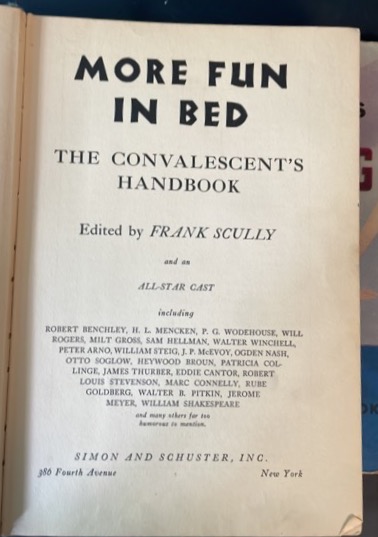 MORE FUN
IN BED
THE CONVALESCENT'S
HANDBOOK
Edited by FRANK SCULLY
and an
ALL-STAR CAST
including
ROBERT BENCHLEY, H. L. MENCKEN, P. G. WODEHOUSE, WILL
ROGERS, MILT GROSS, SAM HELLMAN, WALTER WINCHELL,
PETER ARNO, WILLIAM STEIG, J. P. McEVOY, OGDEN NASH,
OTTO SOGLOW, HEYWOOD BROUN, PATRICIA COL-
LINGE, JAMES THURBER, EDDIE CANTOR, ROBERT
LOUIS STEVENSON, MARC CONNELLY, RUBE
GOLDBERG, WALTER B. PITKIN, JEROME
MEYER, WILLIAM SHAKESPEARE
and many others far too
humorous to mention.
SIMON AND SCHUSTER, INC.
386 Fourth Avenue New York